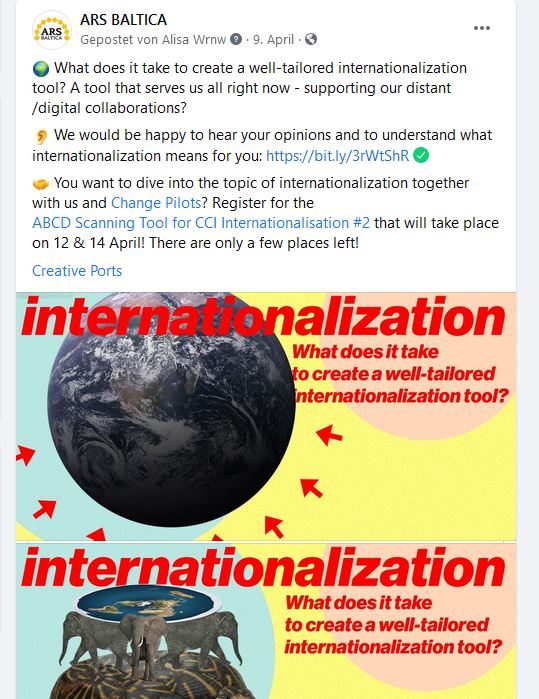 ARS BALTICA
ARS
BALTICA
Gepostet von Alisa Wrnw · 9. April ·
What does it take to create a well-tailored internationalization
tool? A tool that serves us all right now - supporting our distant
/digital collaborations?
We would be happy to hear your opinions and to understand what
internationalization means for you: https://bit.ly/3rWtShR
You want to dive into the topic of internationalization together
with us and Change Pilots? Register for the
ABCD Scanning Tool for CCI Internationalisation #2 that will take place
on 12 & 14 April! There are only a few places left!
Creative Ports
internationalization
What does it take
to create a well-tailored
internationalization tool?
internationalization
What does it take
to create a well-tailored
internationalization tool?